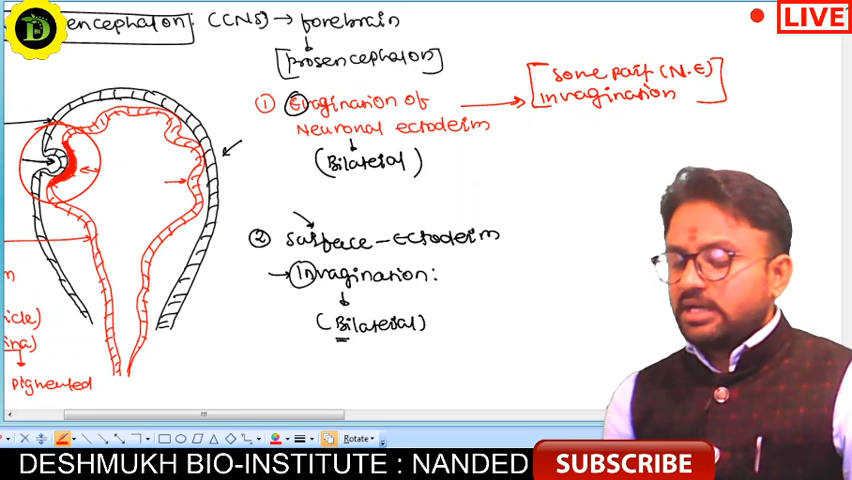 encephalon : (CNS) → forebrain
[prosencephalon]
① Evagination of
Neuronal ectoderm
(Bilateral)
[Some part (N.E)
invagination]
② Surface - Ectoderm
→ Invagination :
(Bilateral)
Pigmented
Rotate
LIVE
D
DESHMUKH BIO-INSTITUTE : NANDED
SUBSCRIBE